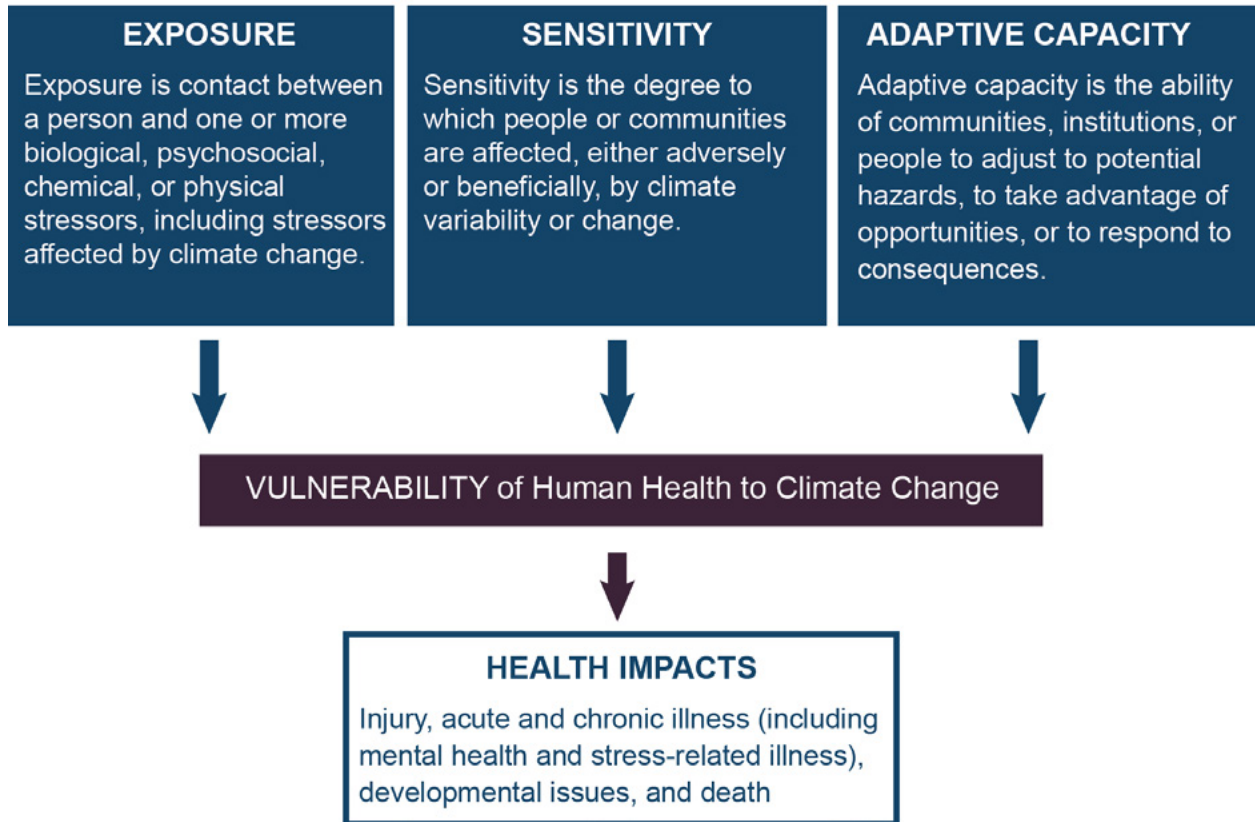 EXPOSURE
Exposure is contact between
a person and one or more
biological, psychosocial,
chemical, or physical
stressors, including stressors
affected by climate change.
SENSITIVITY
Sensitivity is the degree to
which people or communities
are affected, either adversely
or beneficially, by climate
variability or change.
ADAPTIVE CAPACITY
Adaptive capacity is the ability
of communities, institutions, or
people to adjust to potential
hazards, to take advantage of
opportunities, or to respond to
consequences.
VULNERABILITY of Human Health to Climate Change
HEALTH IMPACTS
Injury, acute and chronic illness (including
mental health and stress-related illness),
developmental issues, and death